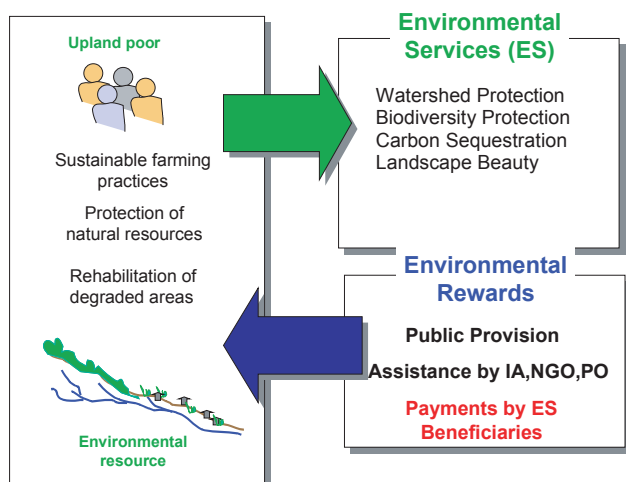 Upland poor
Sustainable farming
practices
Protection of
natural resources
Rehabilitation of
degraded areas
Environmental
resource
Environmental
Services (ES)
Watershed Protection
Biodiversity Protection
Carbon Sequestration
Landscape Beauty
Environmental
Rewards
Public Provision
Assistance by IA,NGO,PO
Payments by ES
Beneficiaries